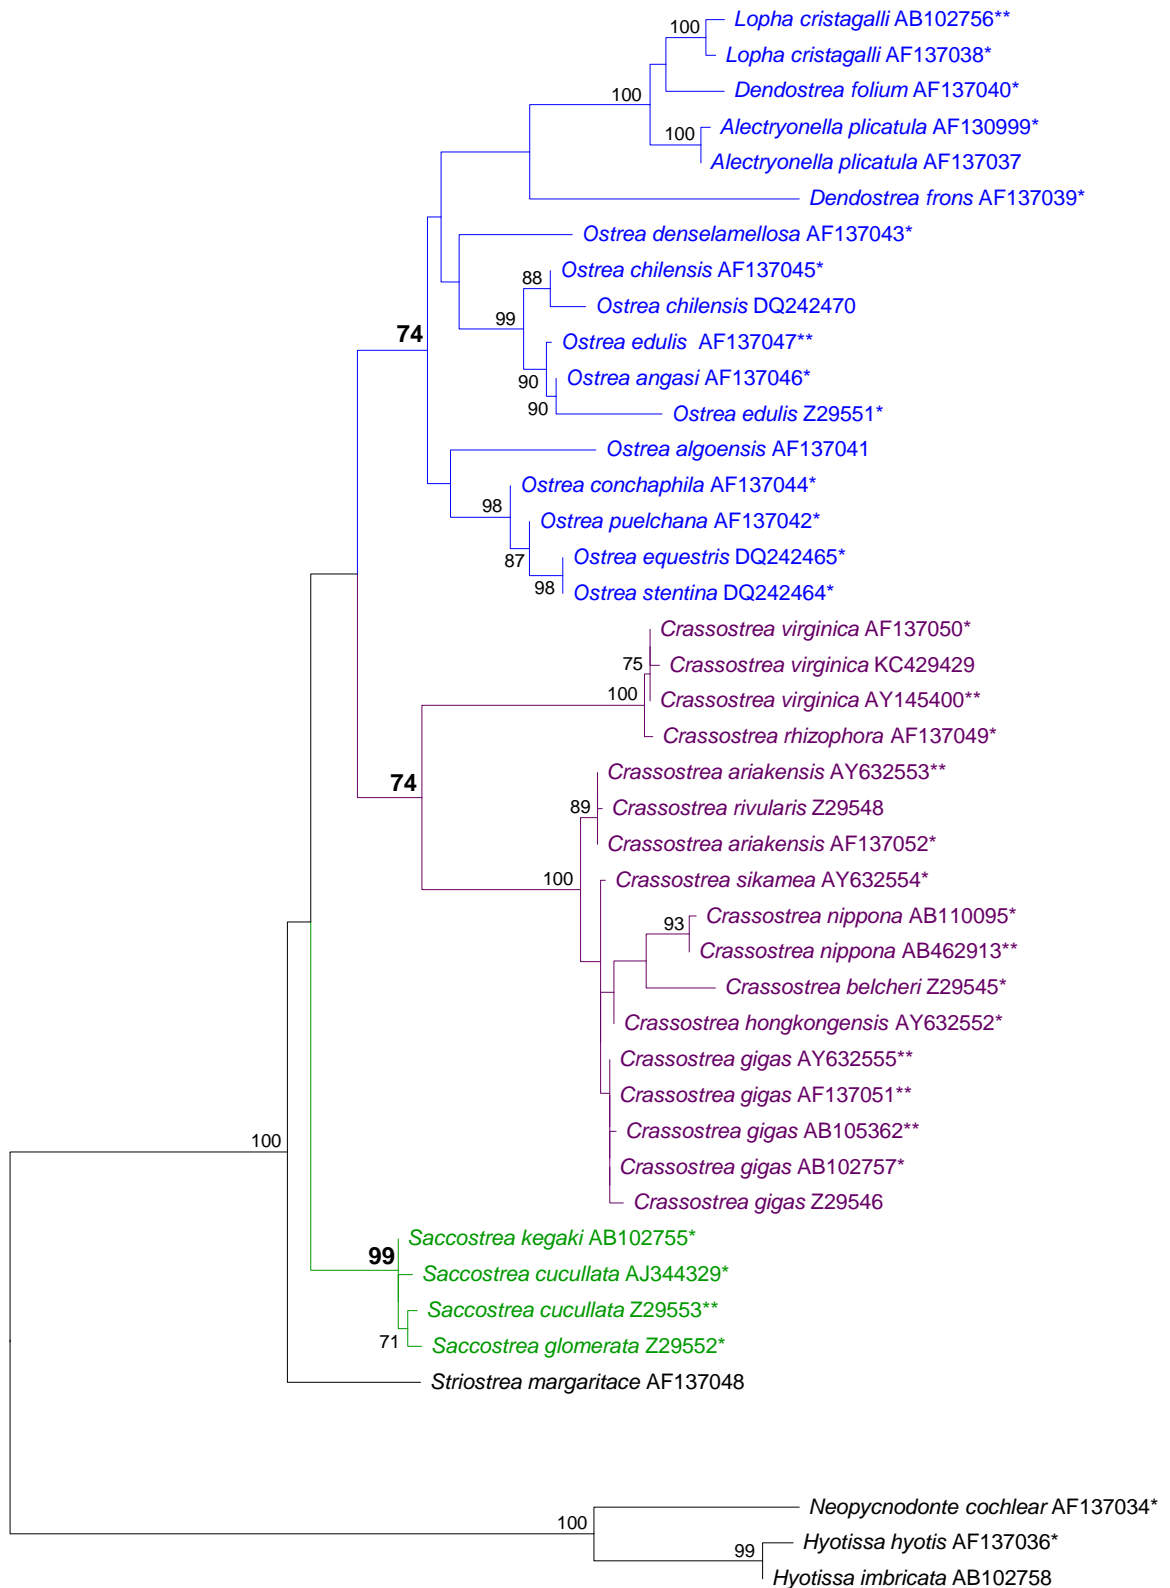 Lopha cristagalli AB102756**
100
Lopha cristagalli AF137038*
Dendostrea folium AF137040*
100
Alectryonella plicatula AF130999*
100
Alectryonella plicatula AF137037
Dendostrea frons AF137039*
Ostrea denselamellosa AF137043*
Ostrea chilensis AF137045*
88
Ostrea chilensis DQ242470
99
74
Ostrea edulis AF137047**
Ostrea angasi AF137046*
90
90
Ostrea edulis Z29551*
Ostrea algoensis AF137041
Ostrea conchaphila AF137044*
98
Ostrea puelchana AF137042*
87
Ostrea equestris DQ242465*
98
Ostrea stentina DQ242464*
Crassostrea virginica AF137050*
75
Crassostrea virginica KC429429
100
Crassostrea virginica AY145400**
Crassostrea rhizophora AF137049*
Crassostrea ariakensis AY632553**
74
89
Crassostrea rivularis Z29548
Crassostrea ariakensis AF137052*
100
Crassostrea sikamea AY632554*
Crassostrea nippona AB110095*
93
Crassostrea nippona AB462913**
Crassostrea belcheri Z29545*
Crassostrea hongkongensis AY632552*
Crassostrea gigas AY632555**
Crassostrea gigas AF137051**
Crassostrea gigas AB105362**
100
Crassostrea gigas AB102757*
Crassostrea gigas Z29546
Saccostrea kegaki AB102755*
99
Saccostrea cucullata AJ344329*
Saccostrea cucullata Z29553**
71
Saccostrea glomerata Z29552*
Striostrea margaritace AF137048
Neopycnodonte cochlear AF137034*
100
Hyotissa hyotis AF137036*
99
Hyotissa imbricata AB102758